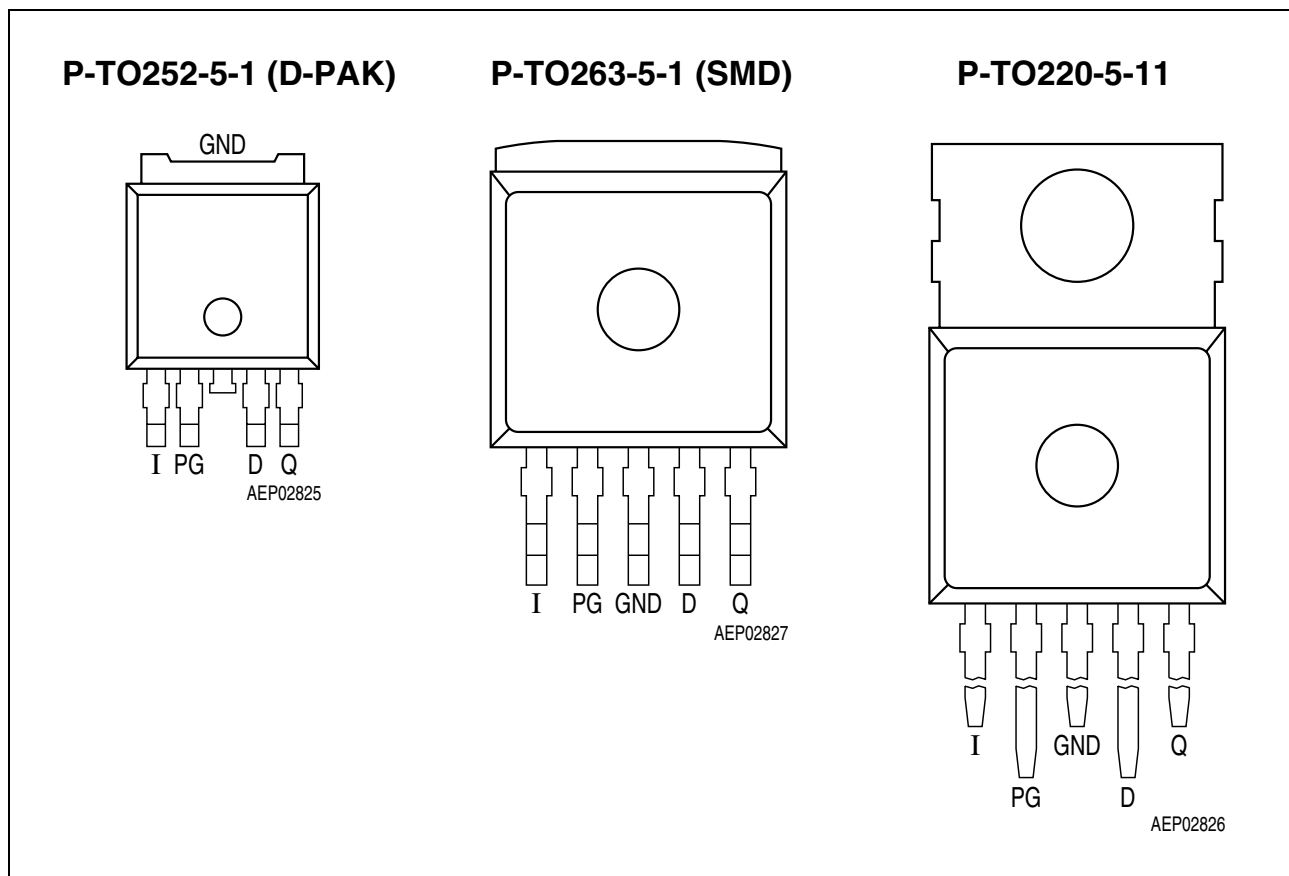 P-TO252-5-1 (D-PAK)
P-TO263-5-1 (SMD)
P-TO220-5-11
GND
I PG D Q
AEP02825
I PG GND D Q
AEP02827
I GND Q
PG D
AEP02826